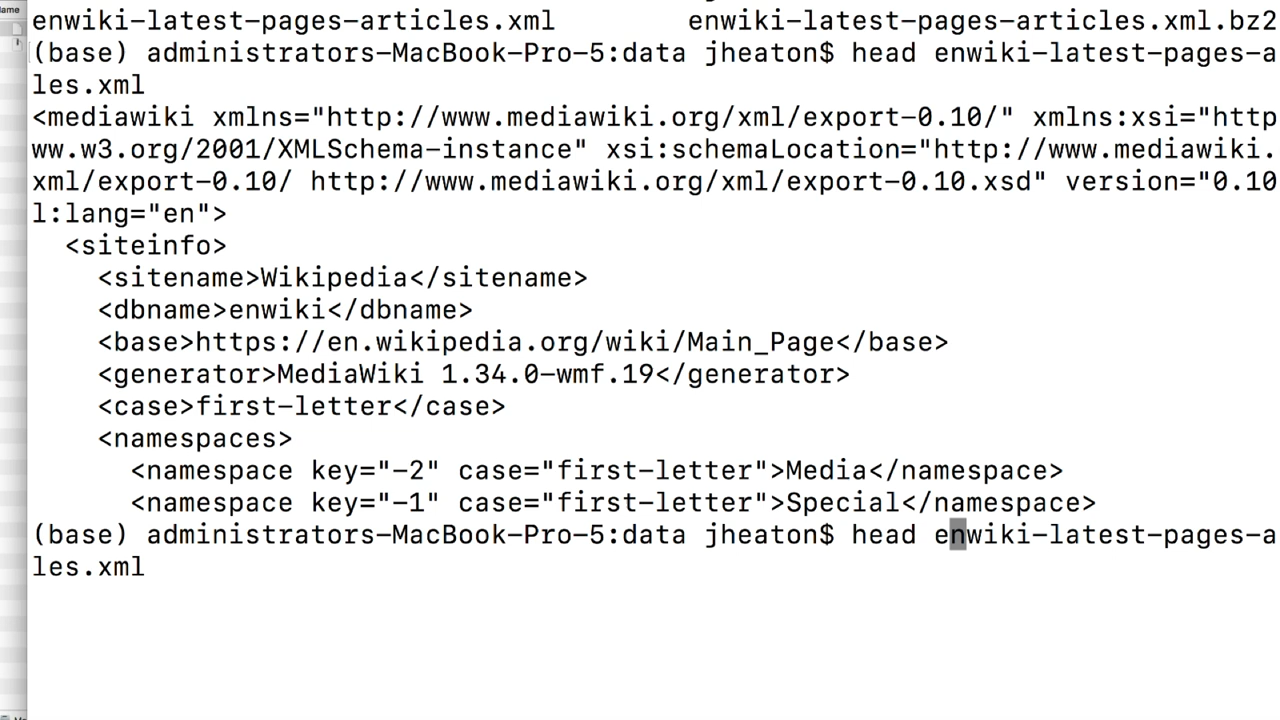 ame
enwiki-latest-pages-articles.xml enwiki-latest-pages-articles.xml.bz2
(base) administrators-MacBook-Pro-5:data jheaton$ head enwiki-latest-pages-a
les.xml
<mediawiki xmlns="http://www.mediawiki.org/xml/export-0.10/" xmlns:xsi="http
ww.w3.org/2001/XMLSchema-instance" xsi:schemaLocation="http://www.mediawiki.
xml/export-0.10/ http://www.mediawiki.org/xml/export-0.10.xsd" version="0.10
l:lang="en">
<siteinfo>
<sitename>Wikipedia</sitename>
<dbname>enwiki</dbname>
<base>https://en.wikipedia.org/wiki/Main_Page</base>
<generator>MediaWiki 1.34.0-wmf.19</generator>
<case>first-letter</case>
<namespaces>
<namespace key="-2" case="first-letter">Media</namespace>
<namespace key="-1" case="first-letter">Special</namespace>
(base) administrators-MacBook-Pro-5:data jheaton$ head enwiki-latest-pages-a
les.xml